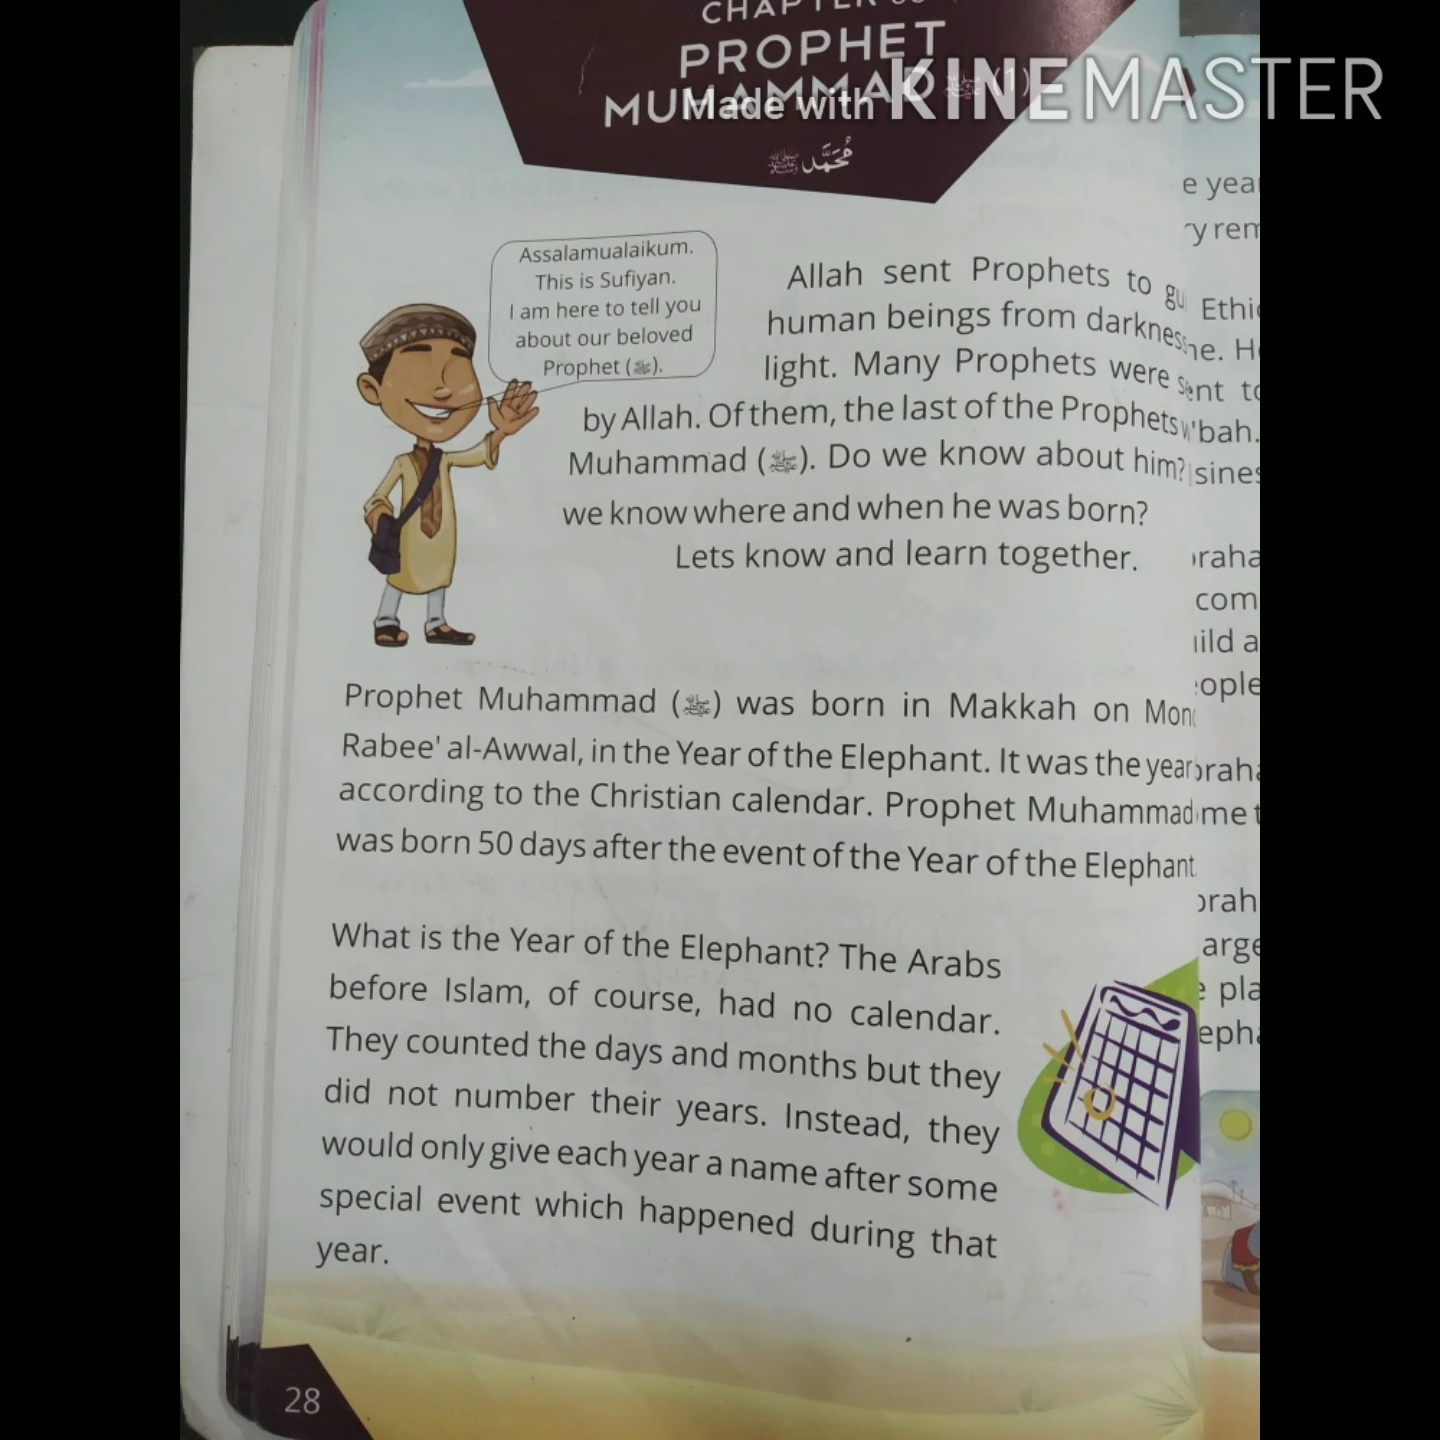 CHAPTER
PROPHET
MUHAMMAD ﷺ (1)
Made with KINEMASTER
مُحَمَّد ﷺ
Assalamualaikum.
This is Sufiyan.
I am here to tell you
about our beloved
Prophet (ﷺ).
Allah sent Prophets to
human beings from
light. Many Prophets were
by Allah. Of them, the last of the Prophets
Muhammad (ﷺ). Do we know about him?
we know where and when he was born?
Lets know and learn together.
Prophet Muhammad (ﷺ) was born in Makkah on
Rabee' al-Awwal, in the Year of the Elephant. It was the year
according to the Christian calendar. Prophet Muhammad
was born 50 days after the event of the Year of the Elephant
What is the Year of the Elephant? The Arabs
before Islam, of course, had no calendar.
They counted the days and months but they
did not number their years. Instead, they
would only give each year a name after some
special event which happened during that
year.
28